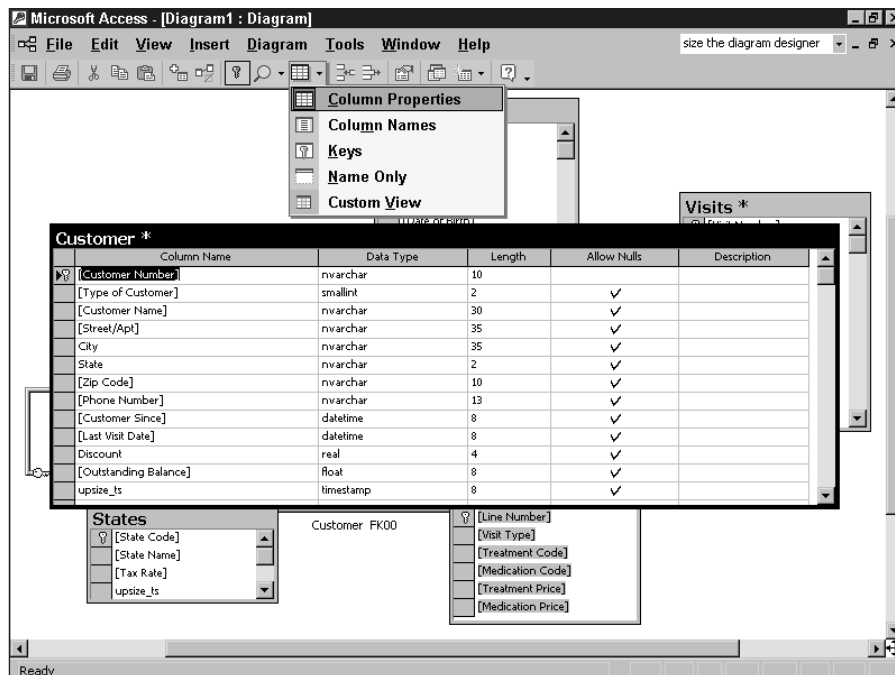 Microsoft Access - [Diagram1 : Diagram]
File Edit View Insert Diagram Tools Window Help
size the diagram designer
Column Properties
Column Names
Keys
Name Only
Custom View
[Date of Birth]
Visits *
Customer *
Column Name Data Type Length Allow Nulls Description
[Customer Number] nvarchar 10
[Type of Customer] smallint 2
[Customer Name] nvarchar 30
[Street/Apt] nvarchar 35
City nvarchar 35
State nvarchar 2
[Zip Code] nvarchar 10
[Phone Number] nvarchar 13
[Customer Since] datetime 8
[Last Visit Date] datetime 8
Discount real 4
[Outstanding Balance] float 8
upsize_ts timestamp 8
States
[State Code]
[State Name]
[Tax Rate]
upsize_ts
Customer FK00
[Line Number]
[Visit Type]
[Treatment Code]
[Medication Code]
[Treatment Price]
[Medication Price]
Ready